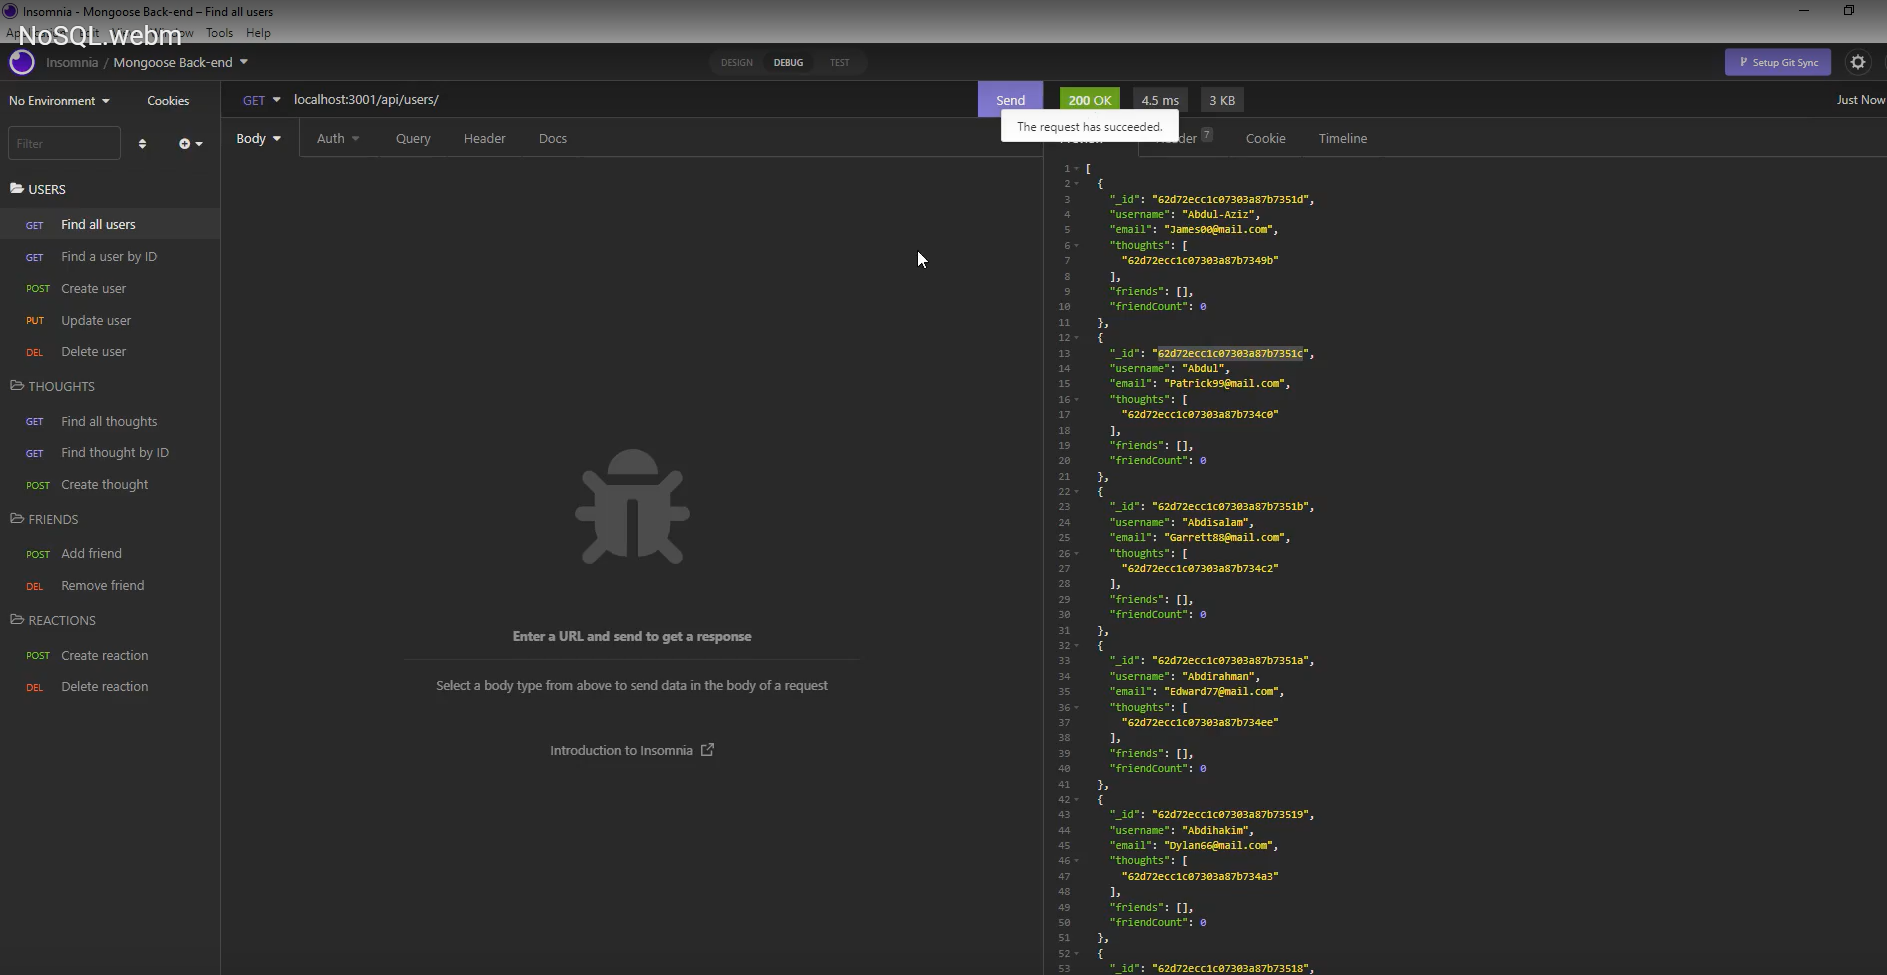 Insomnia - Mongoose Back-end – Find all users
NoSQL.webm
Tools Help
Insomnia / Mongoose Back-end
DESIGN DEBUG TEST
Setup Git Sync
No Environment Cookies
GET localhost:3001/api/users/
Send
200 OK 4.5 ms 3 KB
Just Now
The request has succeeded.
Filter
Body Auth Query Header Docs
7 Cookie Timeline
USERS
GET Find all users
GET Find a user by ID
POST Create user
PUT Update user
DEL Delete user
THOUGHTS
GET Find all thoughts
GET Find thought by ID
POST Create thought
FRIENDS
POST Add friend
DEL Remove friend
REACTIONS
POST Create reaction
DEL Delete reaction
Enter a URL and send to get a response
Select a body type from above to send data in the body of a request
Introduction to Insomnia
1 [
2 {
3 "_id": "62d72ecc1c07303a87b7351d",
4 "username": "Abdul-Aziz",
5 "email": "James00@mail.com",
6 "thoughts": [
7 "62d72ecc1c07303a87b7349b"
8 ],
9 "friends": [],
10 "friendCount": 0
11 },
12 {
13 "_id": "62d72ecc1c07303a87b7351c",
14 "username": "Abdul",
15 "email": "Patrick99@mail.com",
16 "thoughts": [
17 "62d72ecc1c07303a87b734c0"
18 ],
19 "friends": [],
20 "friendCount": 0
21 },
22 {
23 "_id": "62d72ecc1c07303a87b7351b",
24 "username": "Abdisalam",
25 "email": "Garrett88@mail.com",
26 "thoughts": [
27 "62d72ecc1c07303a87b734c2"
28 ],
29 "friends": [],
30 "friendCount": 0
31 },
32 {
33 "_id": "62d72ecc1c07303a87b7351a",
34 "username": "Abdirahman",
35 "email": "Edward77@mail.com",
36 "thoughts": [
37 "62d72ecc1c07303a87b734ee"
38 ],
39 "friends": [],
40 "friendCount": 0
41 },
42 {
43 "_id": "62d72ecc1c07303a87b73519",
44 "username": "Abdihakim",
45 "email": "Dylan66@mail.com",
46 "thoughts": [
47 "62d72ecc1c07303a87b734a3"
48 ],
49 "friends": [],
50 "friendCount": 0
51 },
52 {
53 "_id": "62d72ecc1c07303a87b73518",